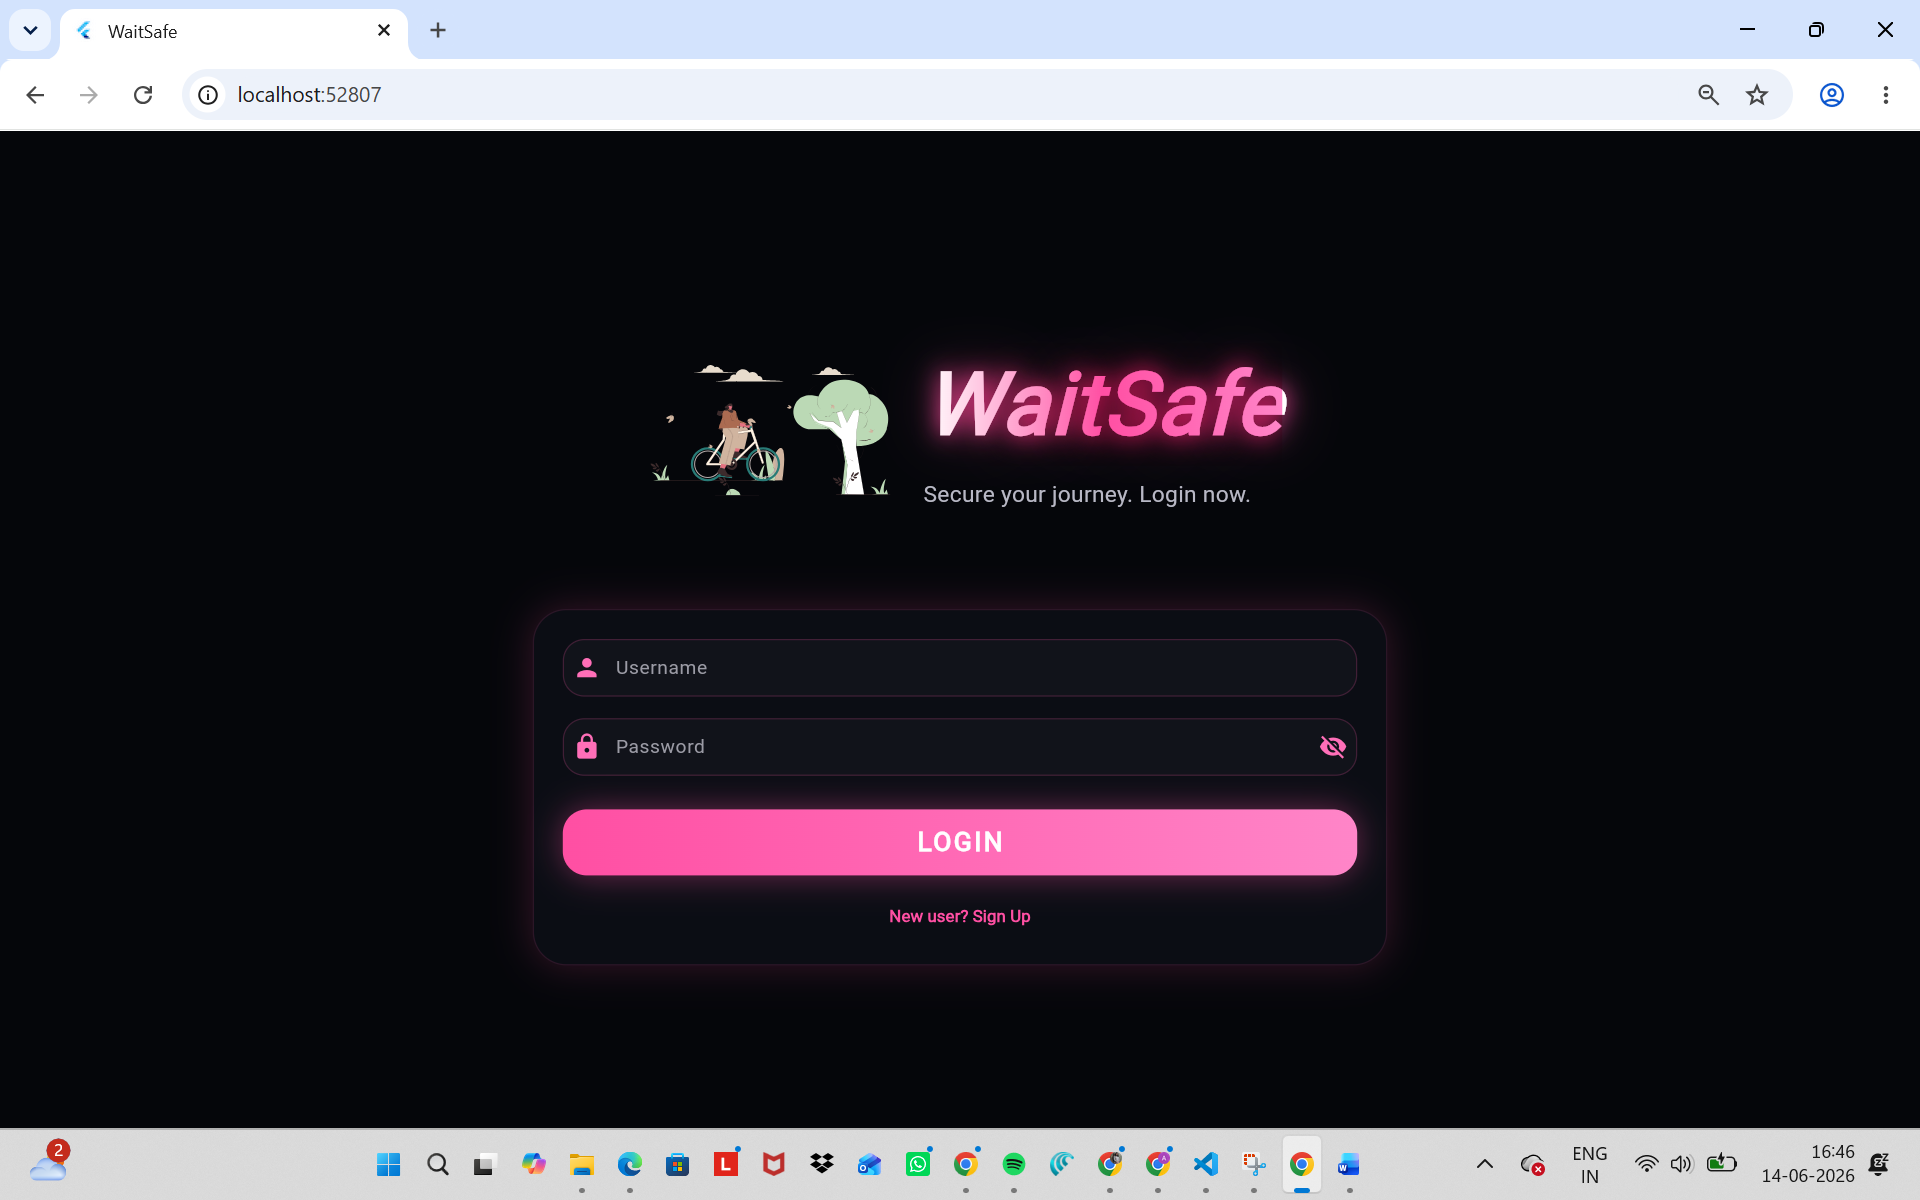 WaitSafe
localhost:52807
WaitSafe
Secure your journey. Login now.
Username
Password
LOGIN
New user? Sign Up
2
L
ENG
IN
16:46
14-06-2026